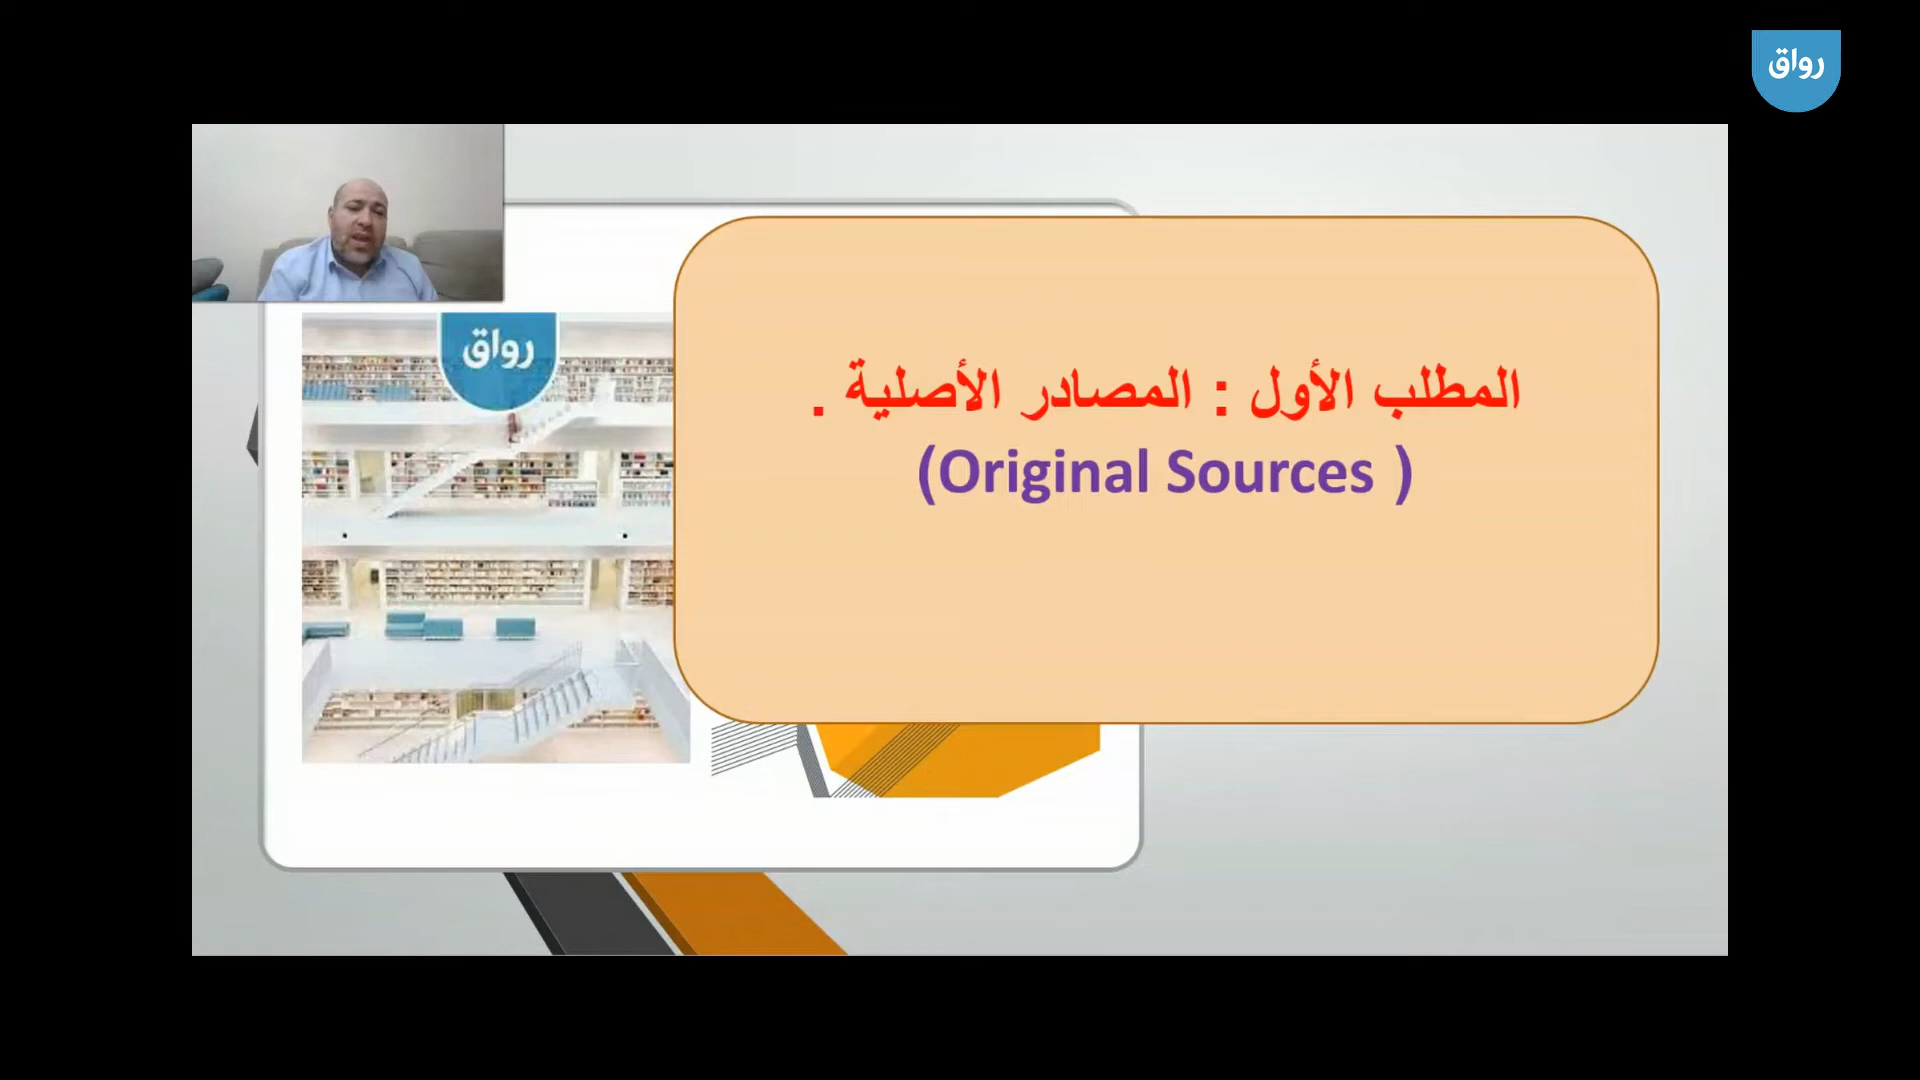 رواق
رواق
المطلب الأول : المصادر الأصلية .
(Original Sources )